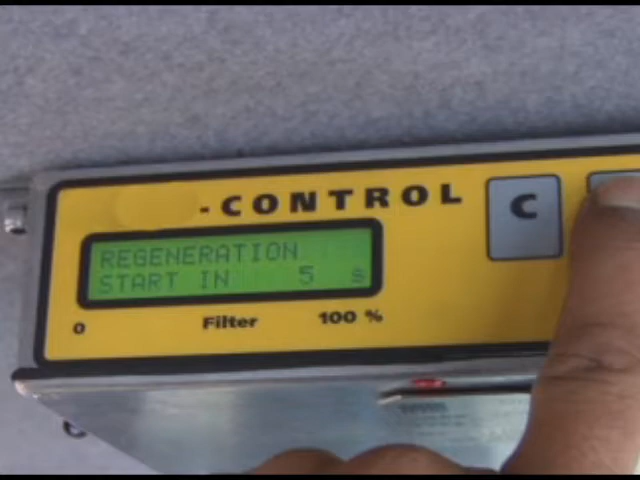 -CONTROL
C
REGENERATION
START IN 5 s
0 Filter 100 %